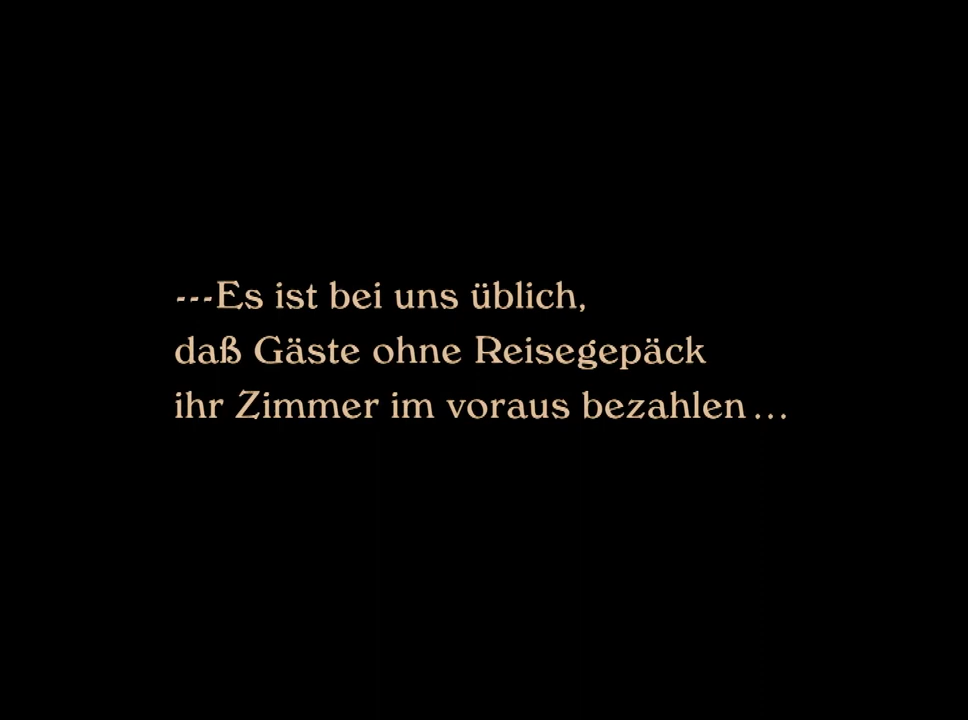 ---Es ist bei uns üblich,
daß Gäste ohne Reisegepäck
ihr Zimmer im voraus bezahlen...